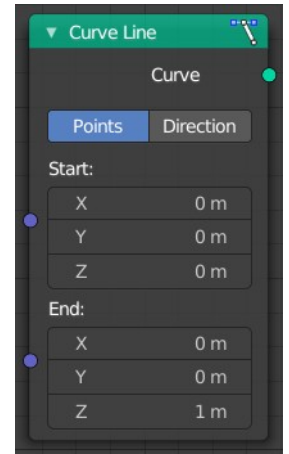 Curve Line
Curve
Points Direction
Start:
X 0 m
Y 0 m
Z 0 m
End:
X 0 m
Y 0 m
Z 1 m